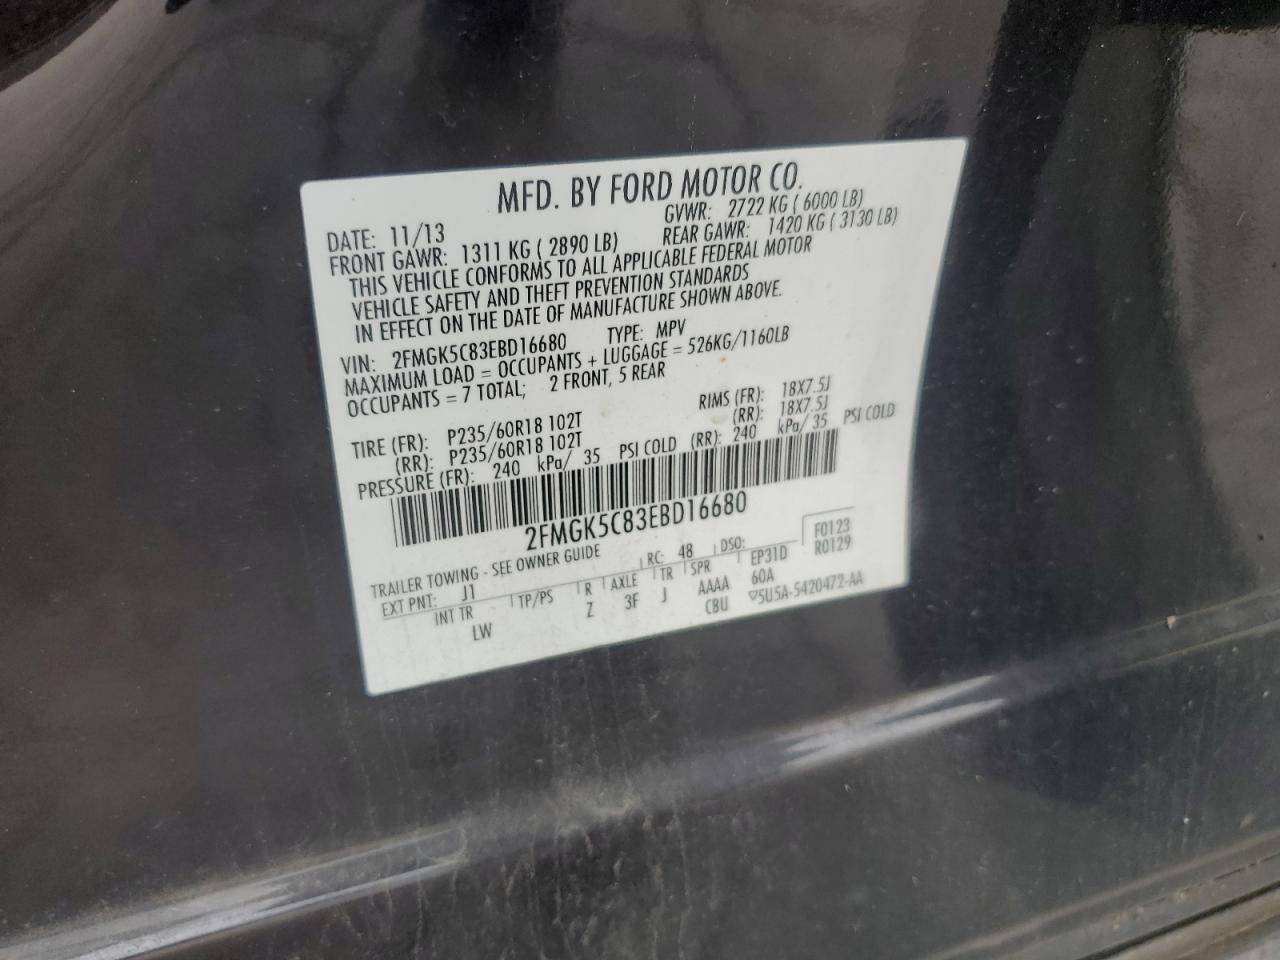 MFD. BY FORD MOTOR CO.
DATE: 11/13 GVWR: 2722 KG ( 6000 LB)
FRONT GAWR: 1311 KG ( 2890 LB) REAR GAWR: 1420 KG ( 3130 LB)
THIS VEHICLE CONFORMS TO ALL APPLICABLE FEDERAL MOTOR
VEHICLE SAFETY AND THEFT PREVENTION STANDARDS
IN EFFECT ON THE DATE OF MANUFACTURE SHOWN ABOVE.
VIN: 2FMGK5C83EBD16680 TYPE: MPV
MAXIMUM LOAD = OCCUPANTS + LUGGAGE = 526KG/1160LB
OCCUPANTS = 7 TOTAL; 2 FRONT, 5 REAR
TIRE (FR): P235/60R18 102T RIMS (FR): 18X7.5J
(RR): P235/60R18 102T (RR): 18X7.5J
PRESSURE (FR): 240 kPa/ 35 PSI COLD (RR): 240 kPa/ 35 PSI COLD
2FMGK5C83EBD16680
TRAILER TOWING - SEE OWNER GUIDE
F0123
R0129
EXT PNT: J1 RC: 48 DSO:
INT TR TP/PS R AXLE TR SPR EP31D
LW Z 3F J AAAA 60A
CBU ▽5U5A-5420472-AA